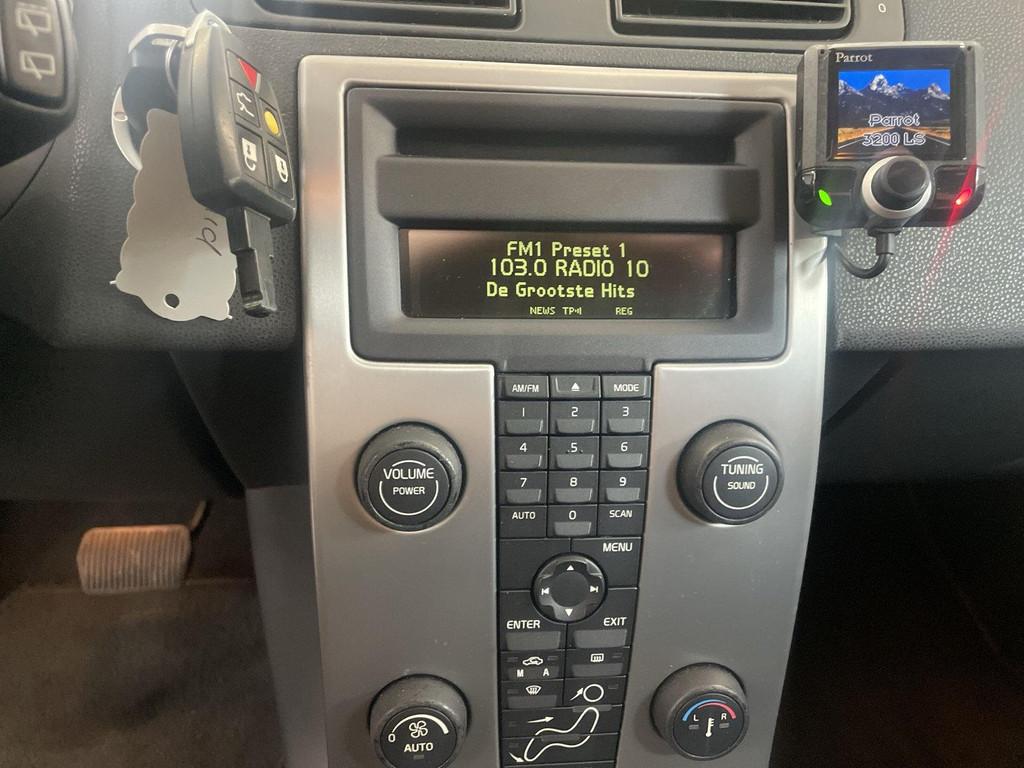 0
Parrot
Parrot
3200 LS
FM1 Preset 1
103.0 RADIO 10
De Grootste Hits
NEWS TP REG
AM/FM MODE
1 2 3
4 5 6
7 8 9
AUTO 0 SCAN
VOLUME
POWER
TUNING
SOUND
MENU
ENTER EXIT
M A
0
AUTO
L R